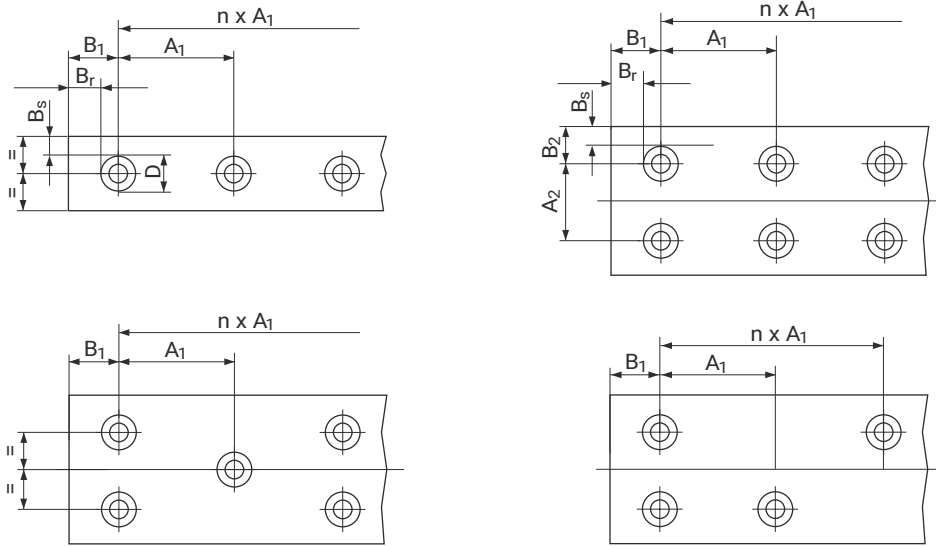 n x A₁
B₁
A₁
Bᵣ
Bₛ
=
=
D
n x A₁
B₁
A₁
Bᵣ
Bₛ
B₂
A₂
n x A₁
B₁
A₁
=
=
n x A₁
B₁
A₁